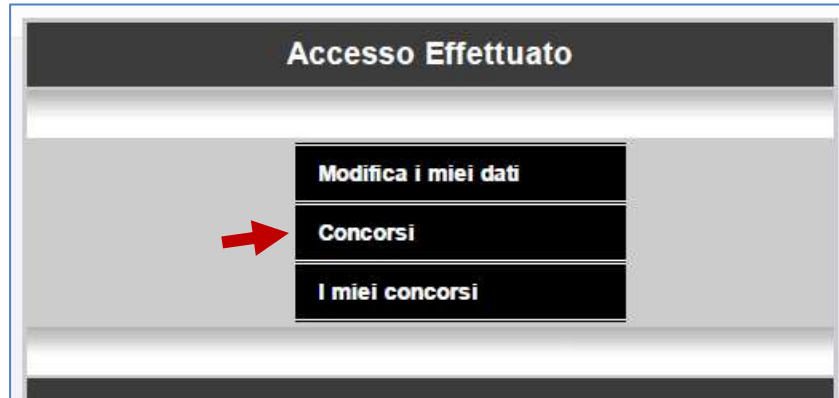 Accesso Effettuato
Modifica i miei dati
Concorsi
I miei concorsi